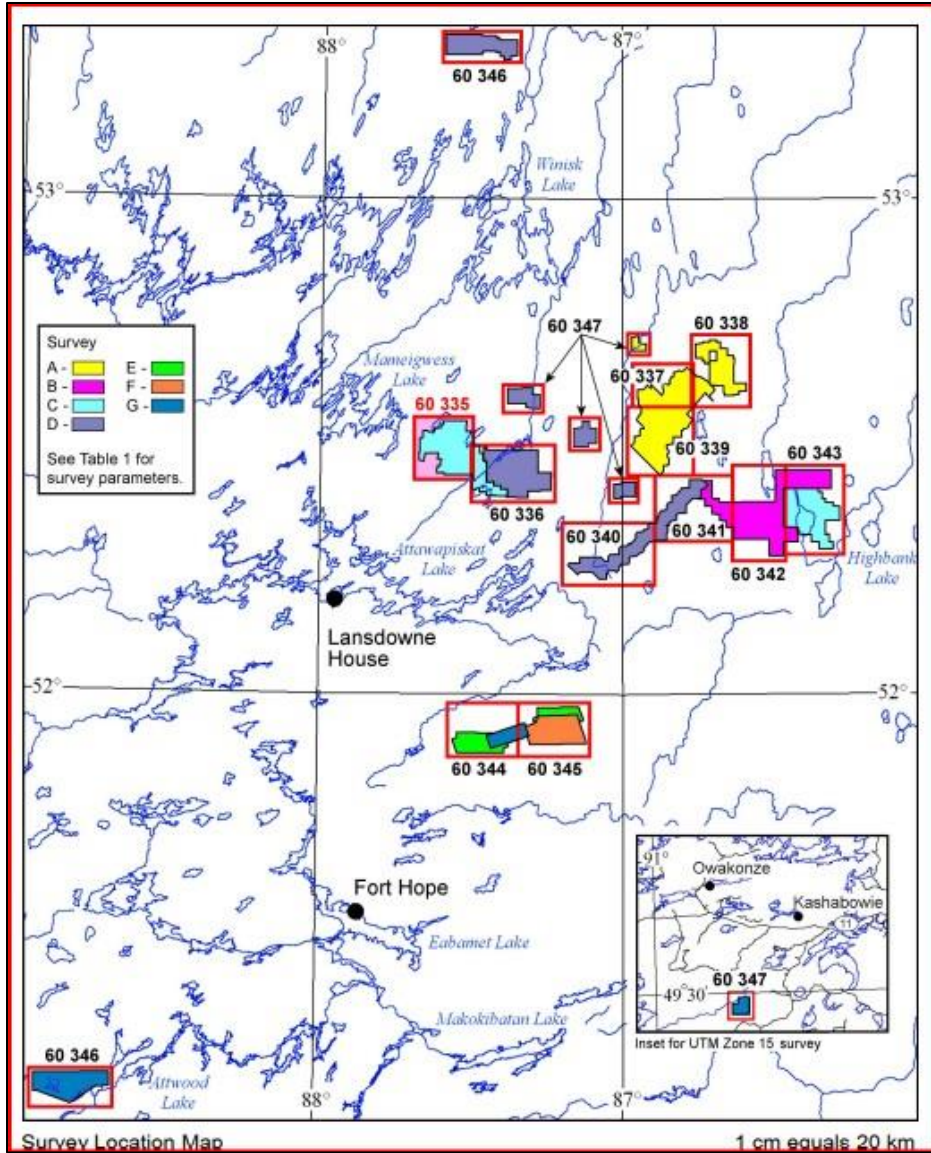 88°
87°
60 346
Winisk
Lake
53°
53°
60 347
60 338
Survey
A -
E -
B -
F -
C -
G -
D -
See Table 1 for
survey parameters.
Mameigwess
Lake
60 337
60 335
60 339
60 343
60 336
60 340
60 341
Attawapiskat
Lake
60 342
Highbank
Lake
Lansdowne
House
52°
52°
60 344
60 345
91°
Owakonze
Kashabowie
11
Fort Hope
Eabamet Lake
60 347
49°30'
Makokibatan Lake
Inset for UTM Zone 15 survey
60 346
Attwood
Lake
88°
87°
Survey Location Map
1 cm equals 20 km